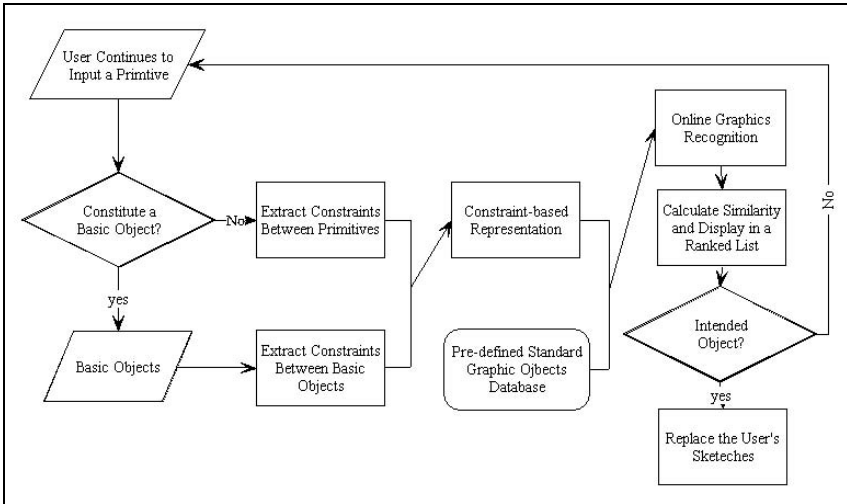 User Continues to
Input a Primtive
Constitute a
Basic Object?
No
Extract Constraints
Between Primitives
yes
Basic Objects
Extract Constraints
Between Basic
Objects
Constraint-based
Representation
Pre-defined Standard
Graphic Ojbects
Database
Online Graphics
Recognition
Calculate Similarity
and Display in a
Ranked List
Intended
Object?
No
yes
Replace the User's
Sketeches